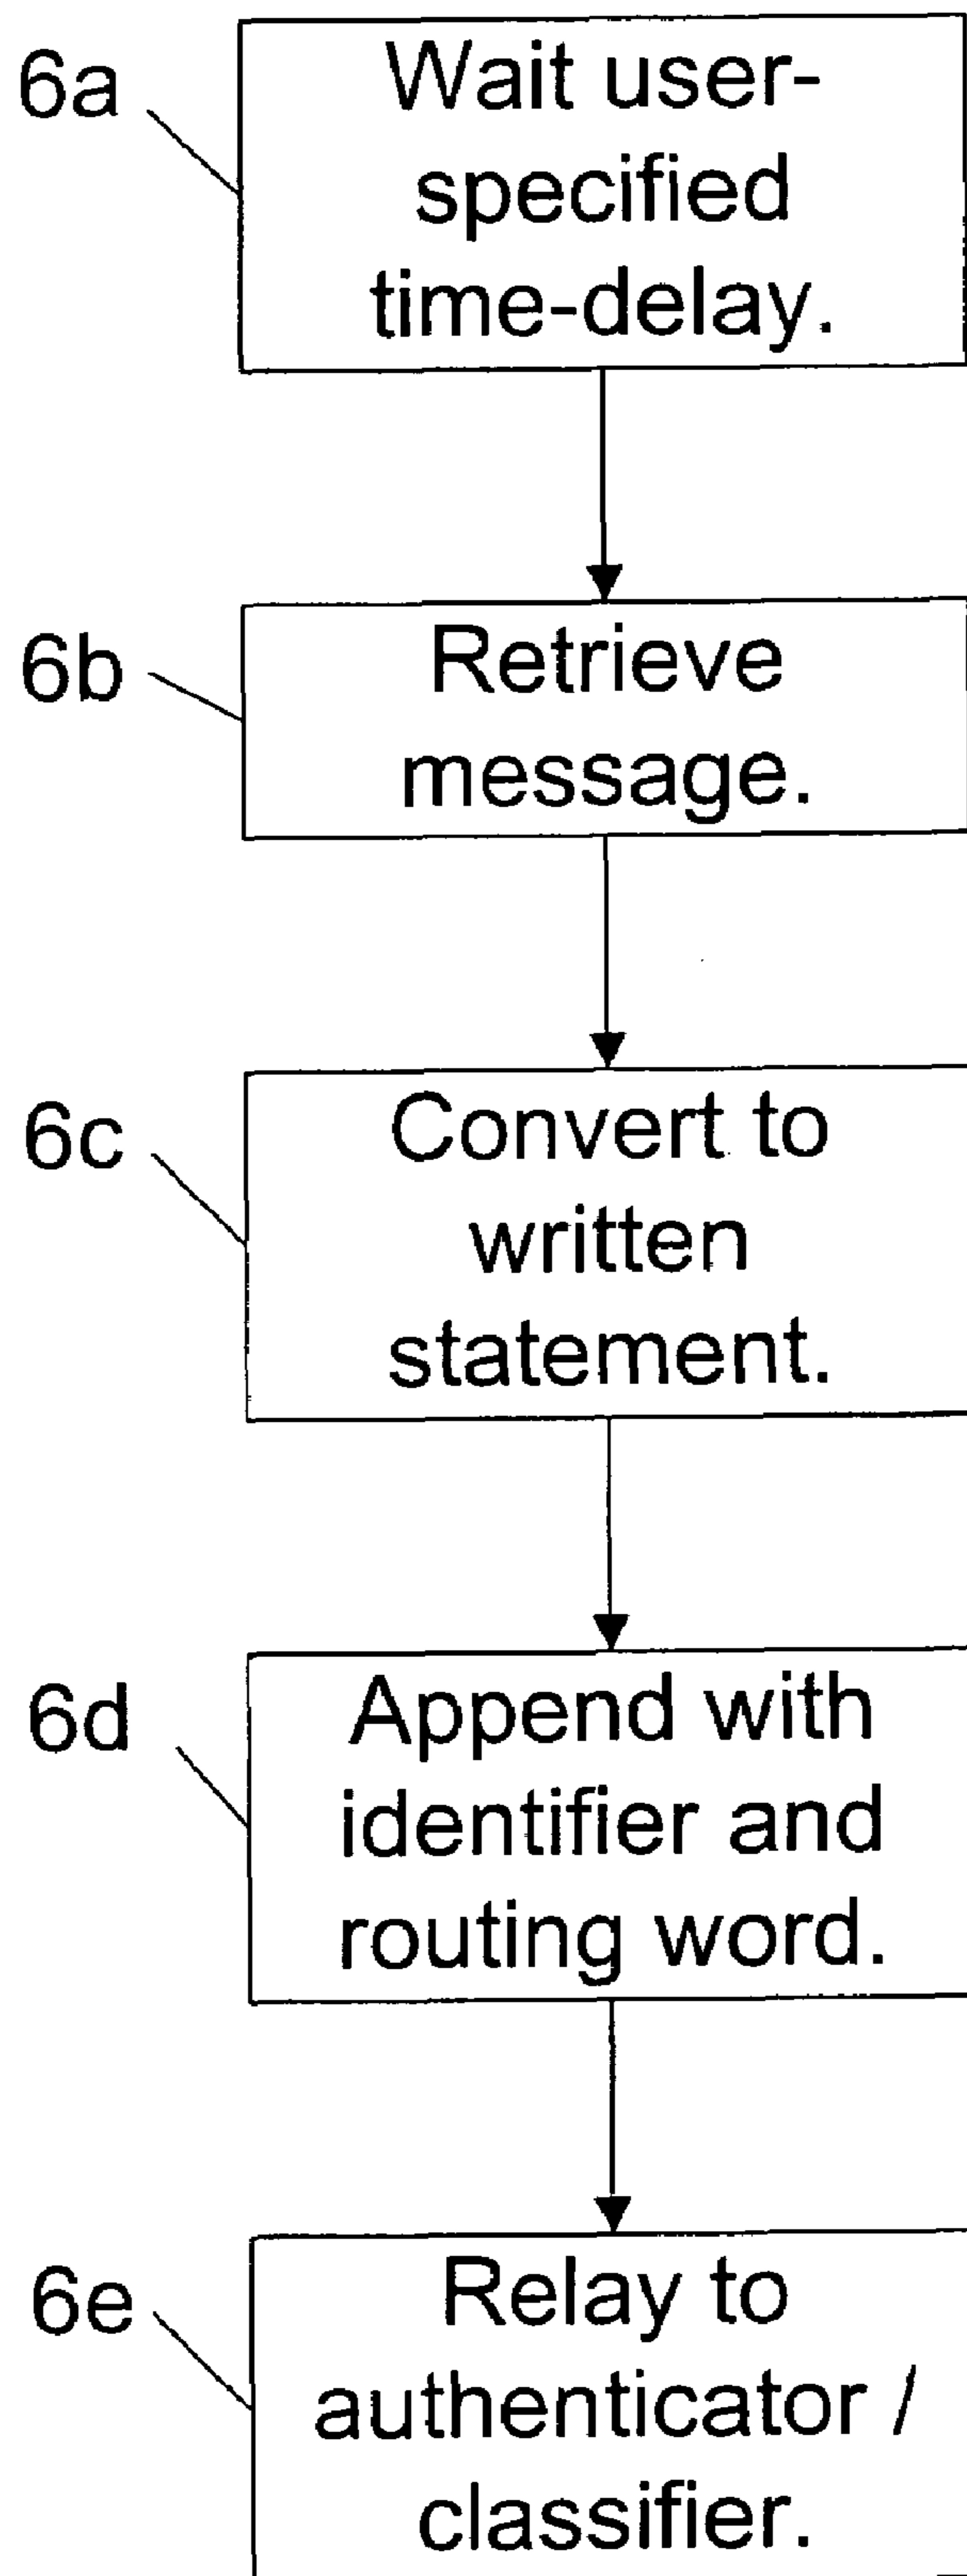 6a
Wait user-
specified
time-delay.
6b
Retrieve
message.
6c
Convert to
written
statement.
6d
Append with
identifier and
routing word.
6e
Relay to
authenticator /
classifier.